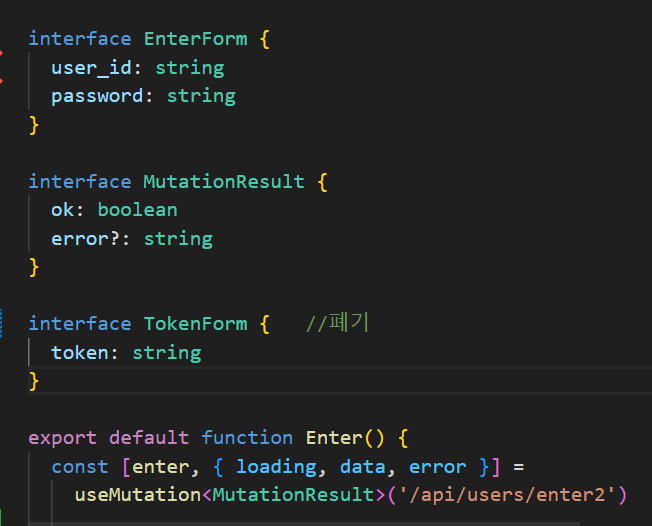 interface EnterForm {
  user_id: string
  password: string
}
interface MutationResult {
  ok: boolean
  error?: string
}
interface TokenForm {   //폐기
  token: string
}
export default function Enter() {
  const [enter, { loading, data, error }] =
    useMutation<MutationResult>('/api/users/enter2')